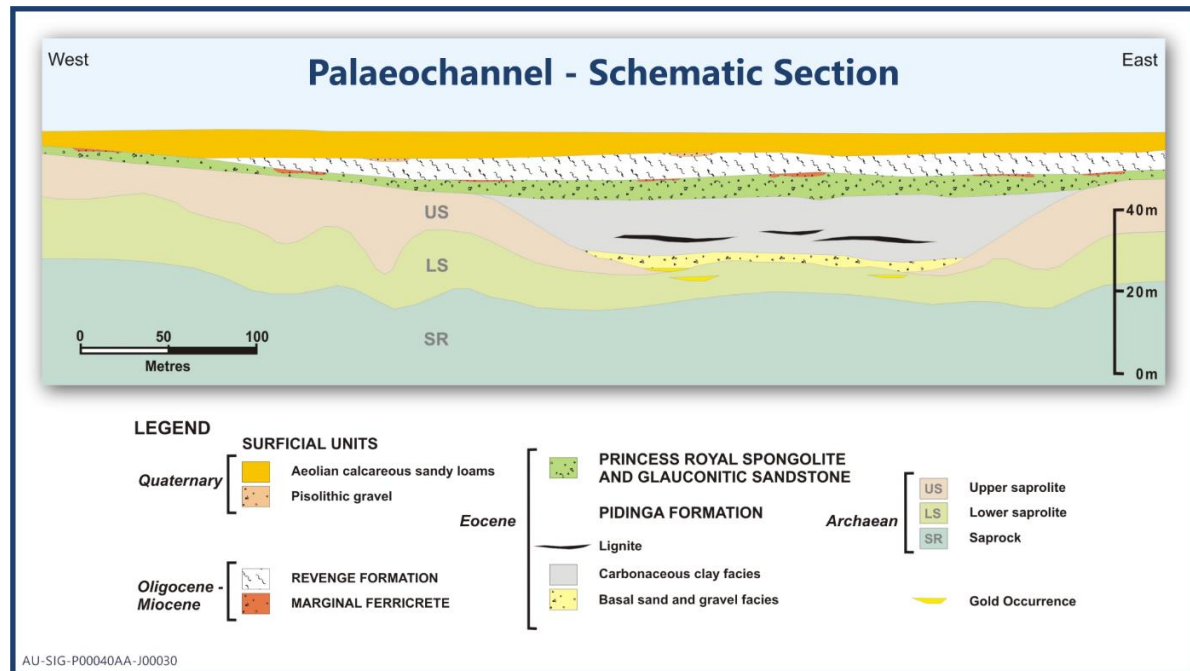 West
East
Palaeochannel - Schematic Section
US
LS
SR
40m
20m
0m
0 50 100
Metres
LEGEND
SURFICIAL UNITS
Quaternary
Aeolian calcareous sandy loams
Pisolithic gravel
Oligocene -
Miocene
REVENGE FORMATION
MARGINAL FERRICRETE
Eocene
PRINCESS ROYAL SPONGOLITE
AND GLAUCONITIC SANDSTONE
PIDINGA FORMATION
Lignite
Carbonaceous clay facies
Basal sand and gravel facies
Archaean
US Upper saprolite
LS Lower saprolite
SR Saprock
Gold Occurrence
AU-SIG-P00040AA-J00030